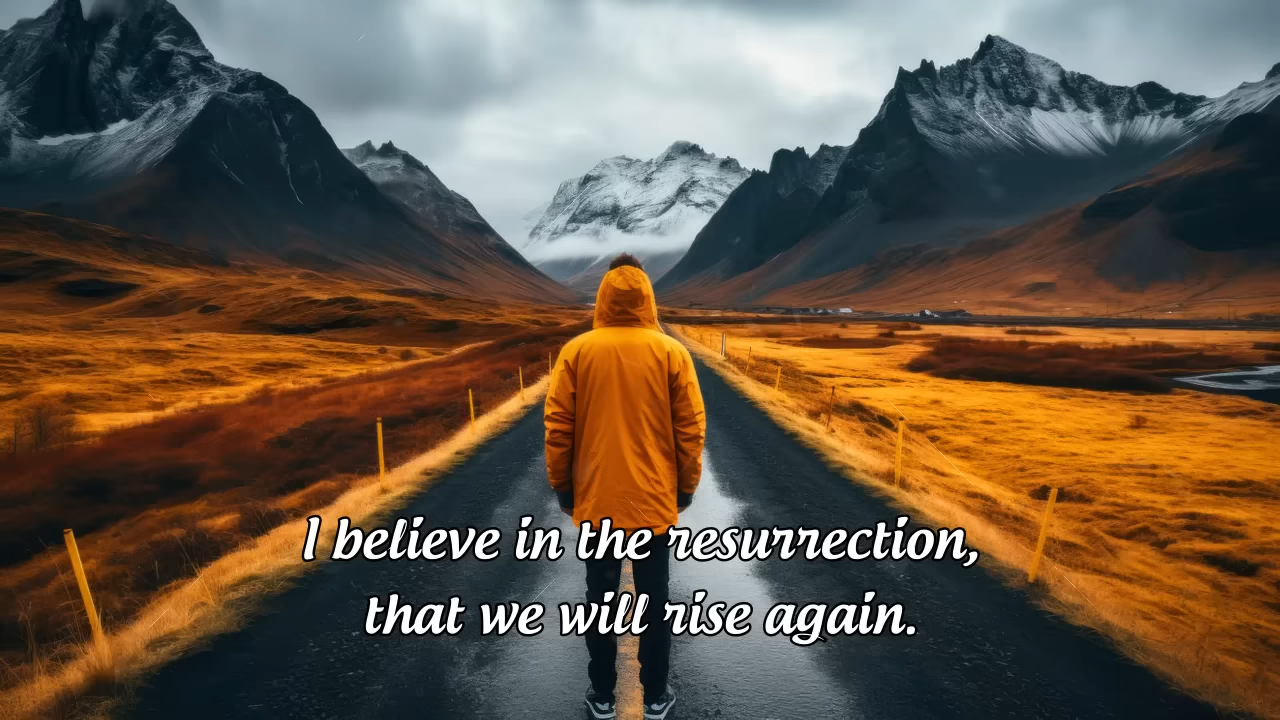 I believe in the resurrection,
that we will rise again.